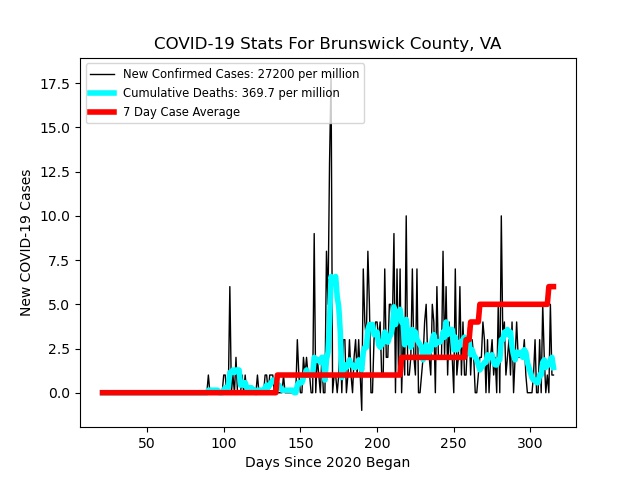 COVID-19 Stats For Brunswick County, VA
New Confirmed Cases: 27200 per million
Cumulative Deaths: 369.7 per million
7 Day Case Average
17.5
15.0
12.5
10.0
7.5
5.0
2.5
0.0
New COVID-19 Cases
50 100 150 200 250 300
Days Since 2020 Began